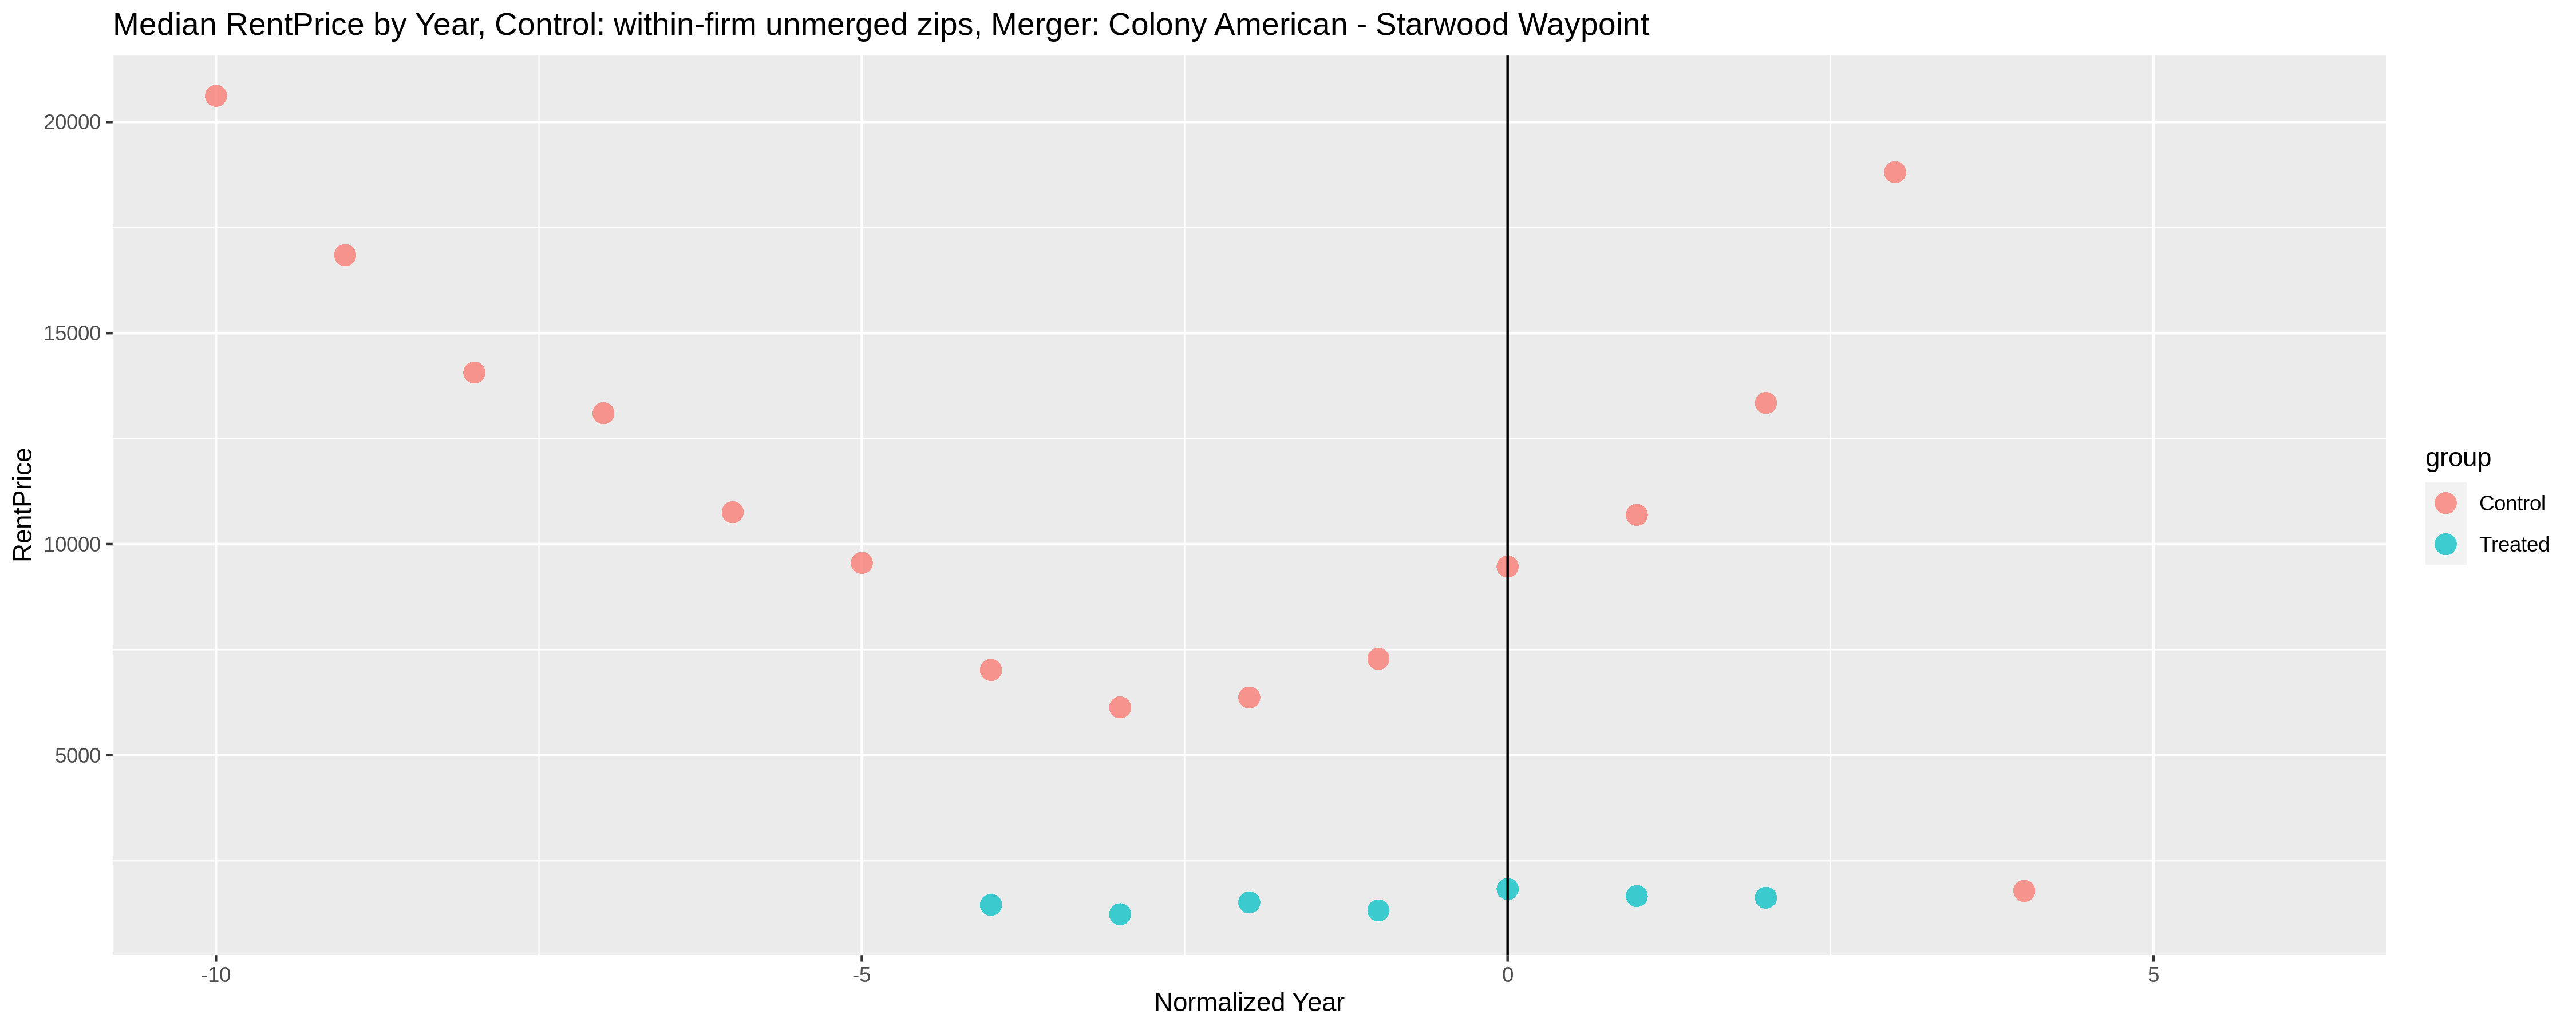 Median RentPrice by Year, Control: within-firm unmerged zips, Merger: Colony American - Starwood Waypoint
20000
15000
10000
5000
RentPrice
-10
-5
0
5
Normalized Year
group
Control
Treated